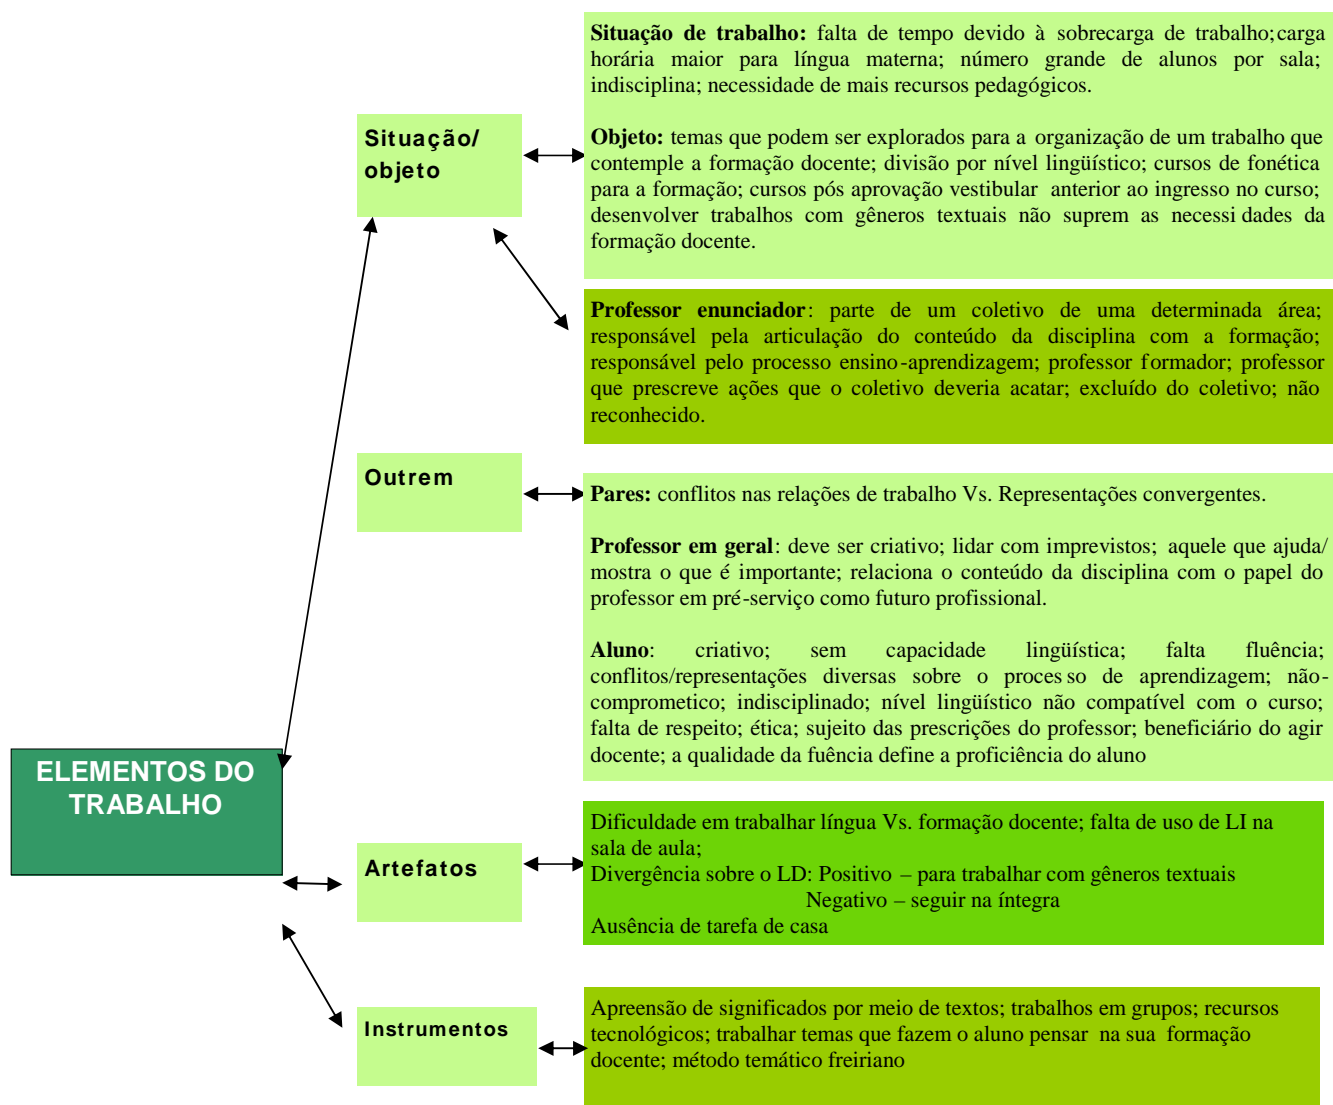 Situação/
objeto
Situação de trabalho: falta de tempo devido à sobrecarga de trabalho;carga
horária maior para língua materna; número grande de alunos por sala;
indisciplina; necessidade de mais recursos pedagógicos.
Objeto: temas que podem ser explorados para a organização de um trabalho que
contemple a formação docente; divisão por nível lingüístico; cursos de fonética
para a formação; cursos pós aprovação vestibular anterior ao ingresso no curso;
desenvolver trabalhos com gêneros textuais não suprem as necessi dades da
formação docente.
Professor enunciador: parte de um coletivo de uma determinada área;
responsável pela articulação do conteúdo da disciplina com a formação;
responsável pelo processo ensino-aprendizagem; professor formador; professor
que prescreve ações que o coletivo deveria acatar; excluído do coletivo; não
reconhecido.
Outrem
Pares: conflitos nas relações de trabalho Vs. Representações convergentes.
Professor em geral: deve ser criativo; lidar com imprevistos; aquele que ajuda/
mostra o que é importante; relaciona o conteúdo da disciplina com o papel do
professor em pré-serviço como futuro profissional.
Aluno: criativo; sem capacidade lingüística; falta fluência;
conflitos/representações diversas sobre o proces so de aprendizagem; não-
comprometico; indisciplinado; nível lingüístico não compatível com o curso;
falta de respeito; ética; sujeito das prescrições do professor; beneficiário do agir
docente; a qualidade da fuência define a proficiência do aluno
ELEMENTOS DO
TRABALHO
Artefatos
Dificuldade em trabalhar língua Vs. formação docente; falta de uso de LI na
sala de aula;
Divergência sobre o LD: Positivo – para trabalhar com gêneros textuais
Negativo – seguir na íntegra
Ausência de tarefa de casa
Instrumentos
Apreensão de significados por meio de textos; trabalhos em grupos; recursos
tecnológicos; trabalhar temas que fazem o aluno pensar na sua formação
docente; método temático freiriano